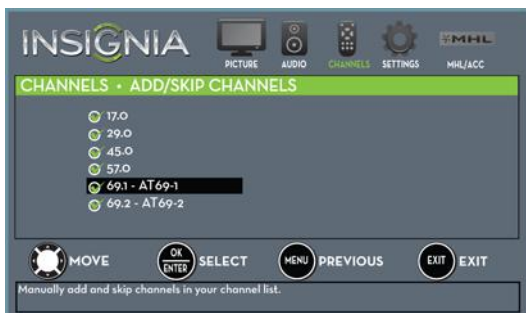 INSIGNIA
PICTURE AUDIO CHANNELS SETTINGS MHL/ACC
MHL
CHANNELS • ADD/SKIP CHANNELS
17.0
29.0
45.0
57.0
69.1 - AT69-1
69.2 - AT69-2
MOVE OK ENTER SELECT MENU PREVIOUS EXIT EXIT
Manually add and skip channels in your channel list.